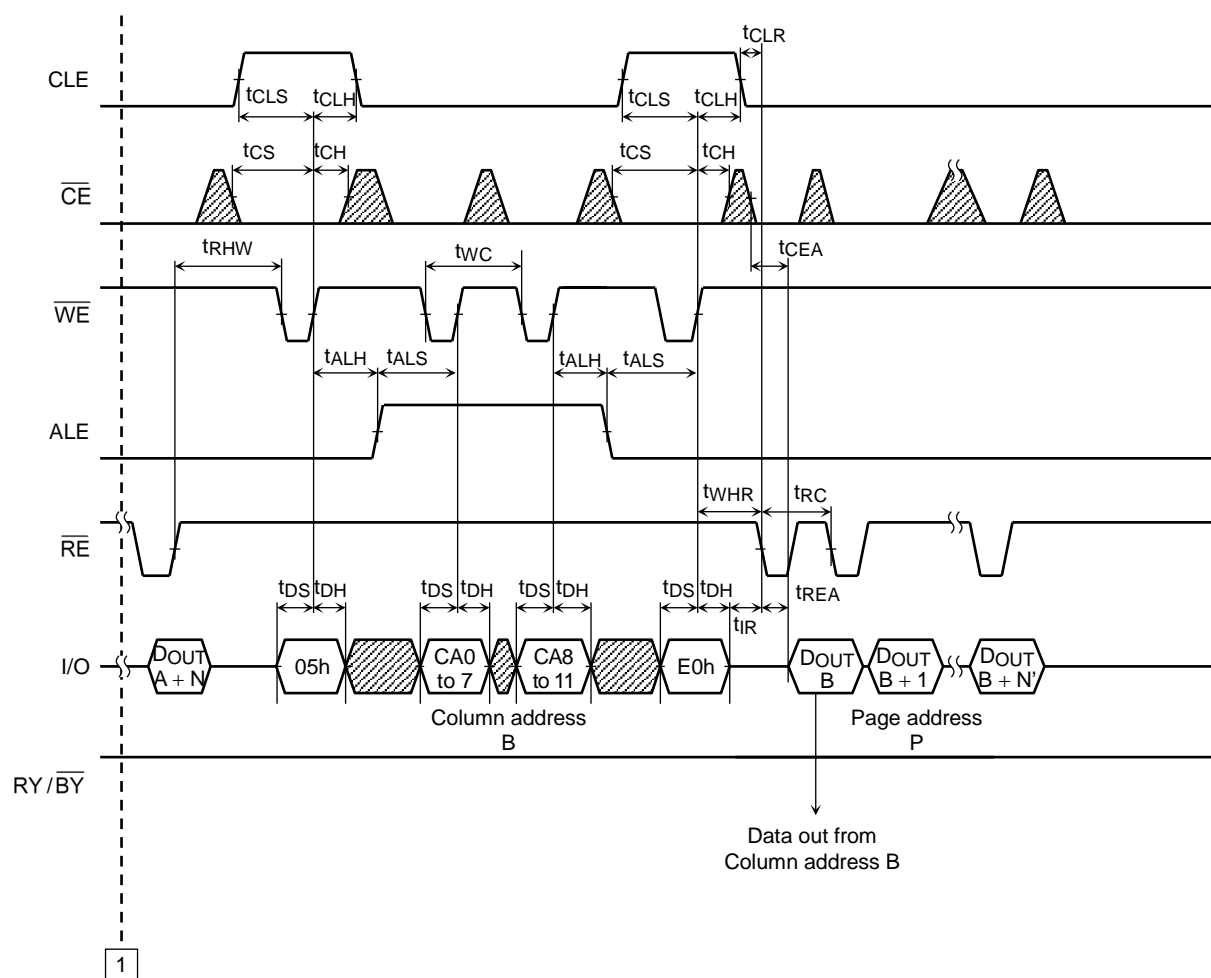 tCLR
CLE
tCLS tCLH tCLS tCLH
tCS tCH tCS tCH
CE
tRHW tWC tCEA
WE
tALH tALS tALH tALS
ALE
tWHR tRC
RE
tDS tDH tDS tDH tDS tDH tDS tDH tREA
tIR
I/O
DOUT
A + N
05h
CA0
to 7
CA8
to 11
E0h
DOUT
B
DOUT
B + 1
DOUT
B + N'
Column address
B
Page address
P
RY/BY
Data out from
Column address B
1